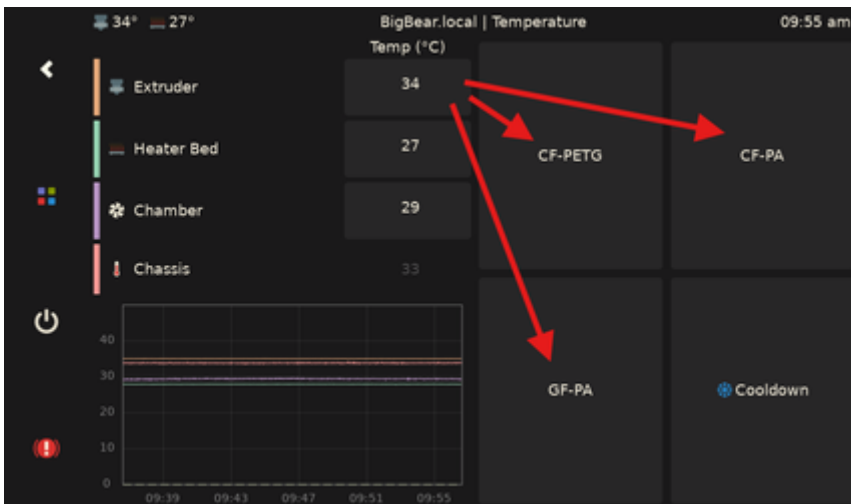 34° 27° BigBear.local | Temperature 09:55 am
Temp (°C)
Extruder 34
Heater Bed 27
CF-PETG CF-PA
Chamber 29
Chassis 33
40
30
20
10
0
GF-PA Cooldown
09:39 09:43 09:47 09:51 09:55